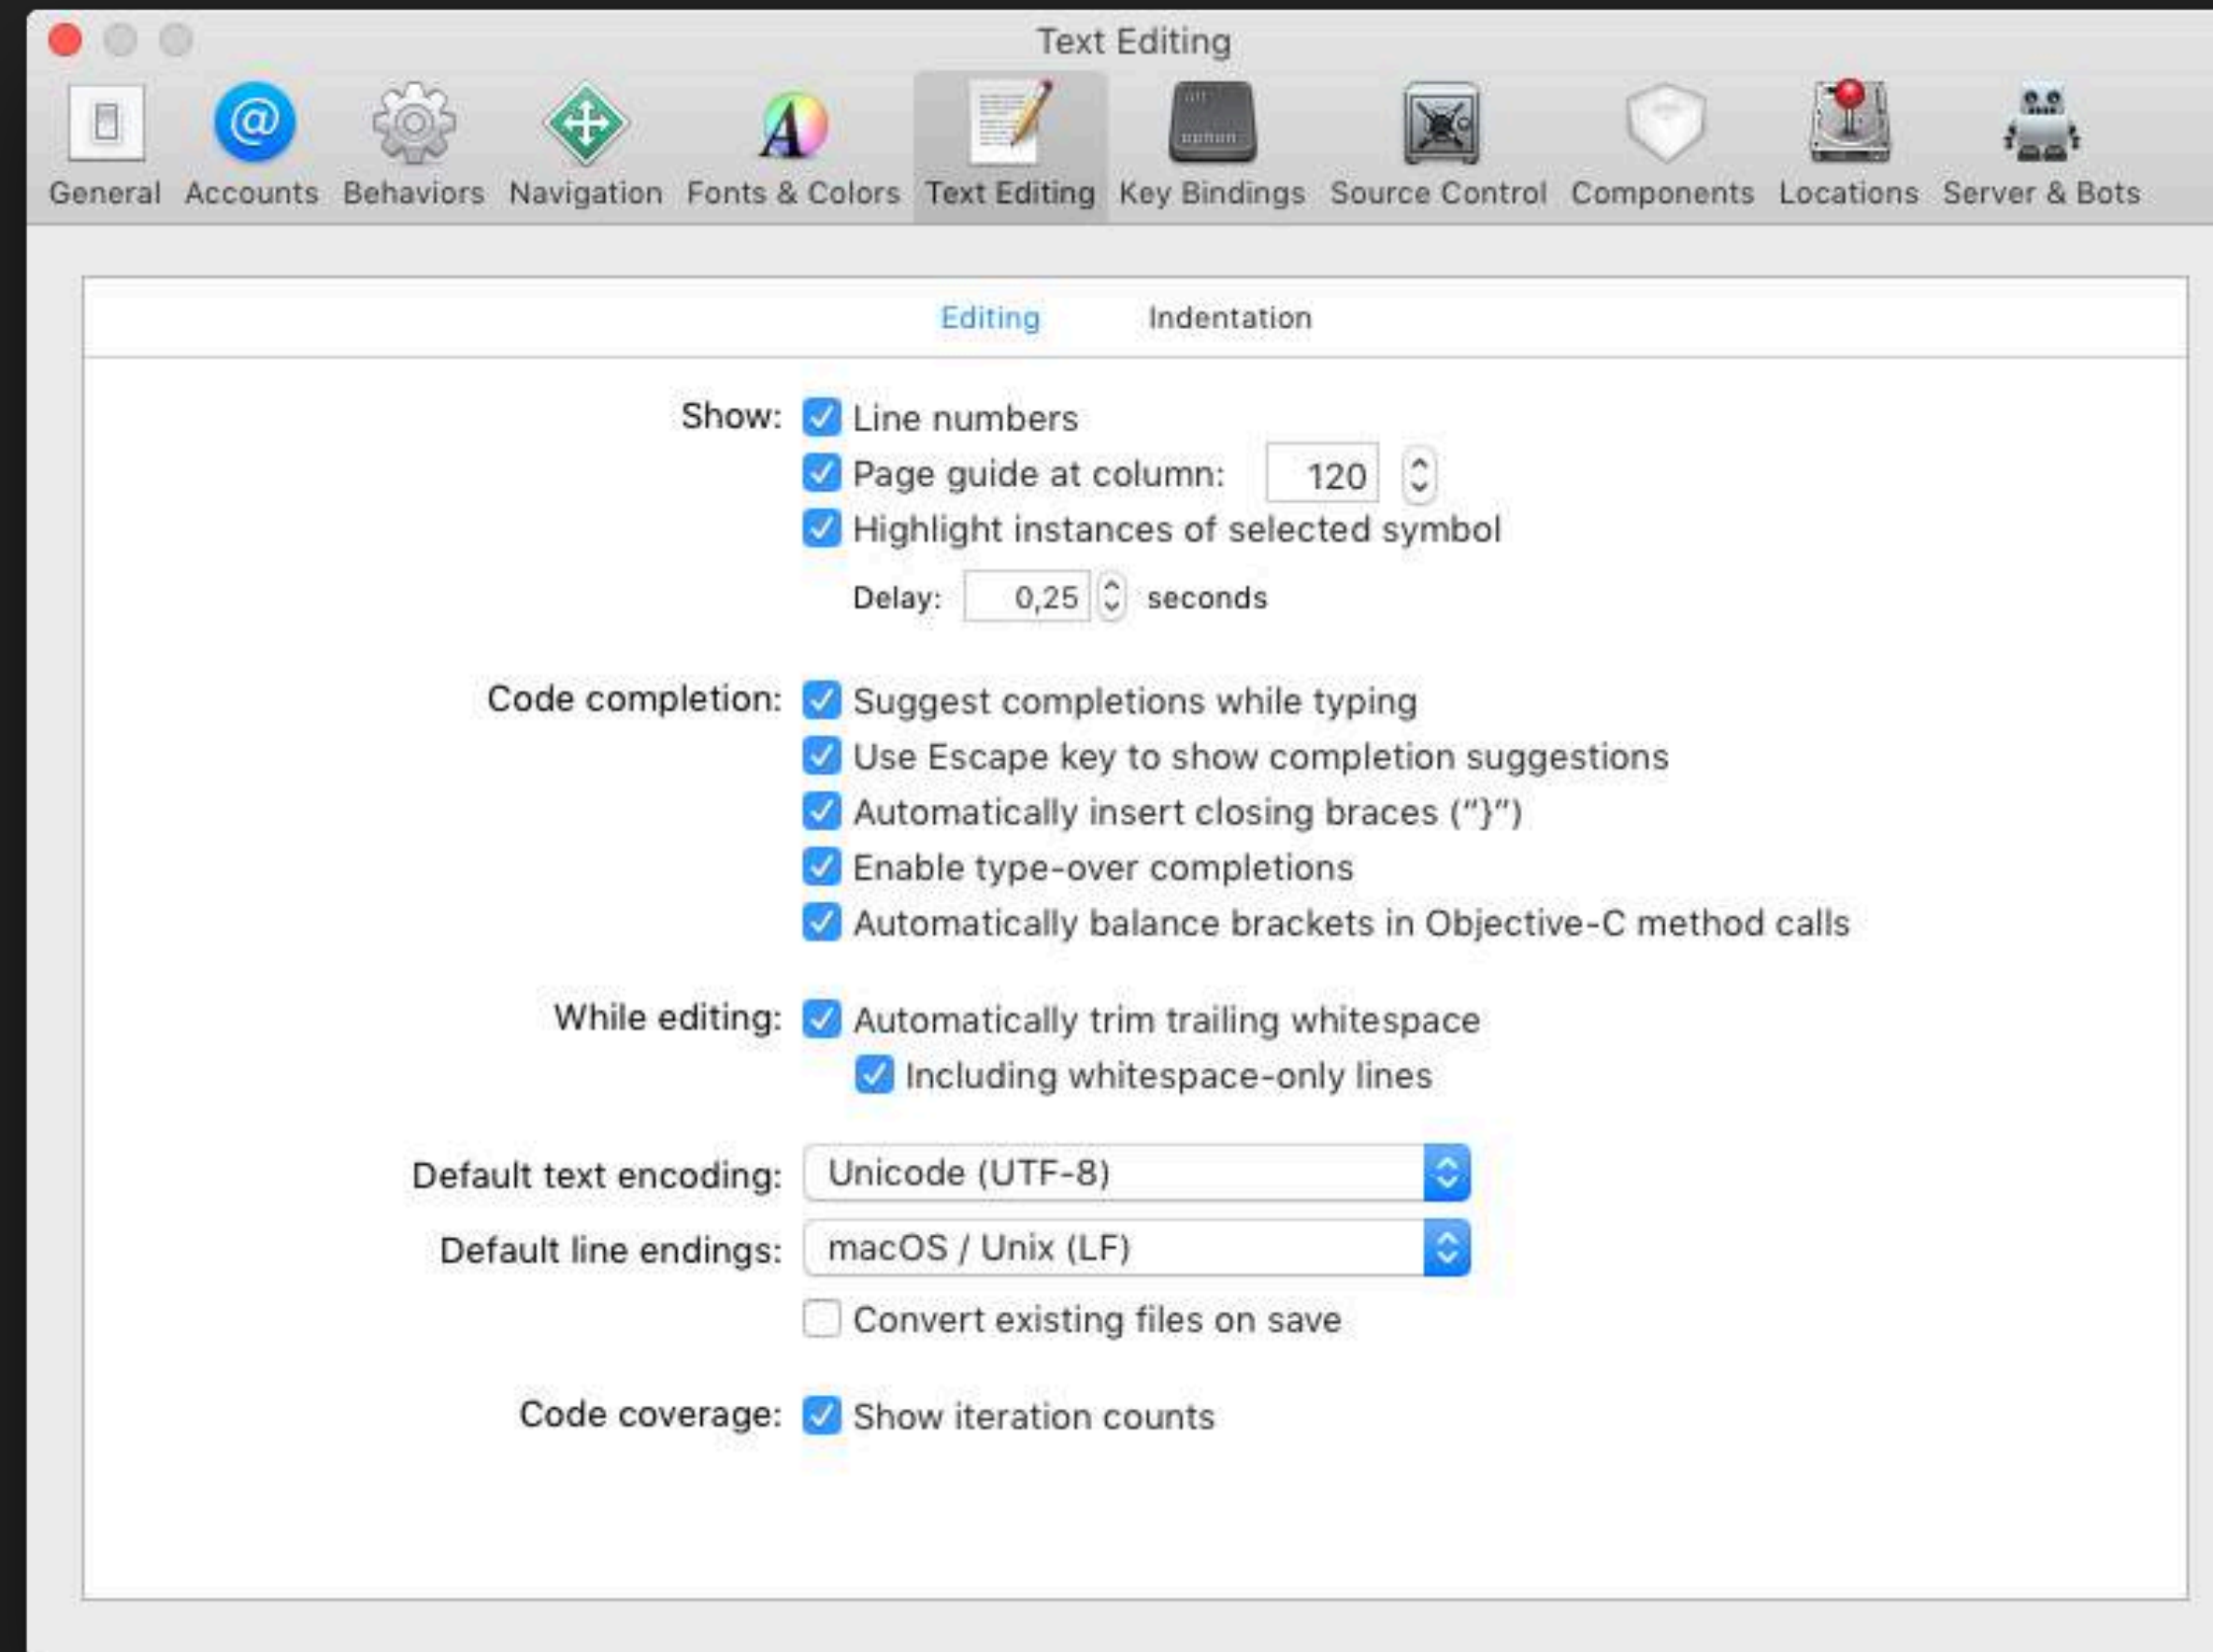 Text Editing
General Accounts Behaviors Navigation Fonts & Colors Text Editing Key Bindings Source Control Components Locations Server & Bots
Editing Indentation
Show: Line numbers
Page guide at column: 120
Highlight instances of selected symbol
Delay: 0,25 seconds
Code completion: Suggest completions while typing
Use Escape key to show completion suggestions
Automatically insert closing braces (“}”)
Enable type-over completions
Automatically balance brackets in Objective-C method calls
While editing: Automatically trim trailing whitespace
Including whitespace-only lines
Default text encoding: Unicode (UTF-8)
Default line endings: macOS / Unix (LF)
Convert existing files on save
Code coverage: Show iteration counts